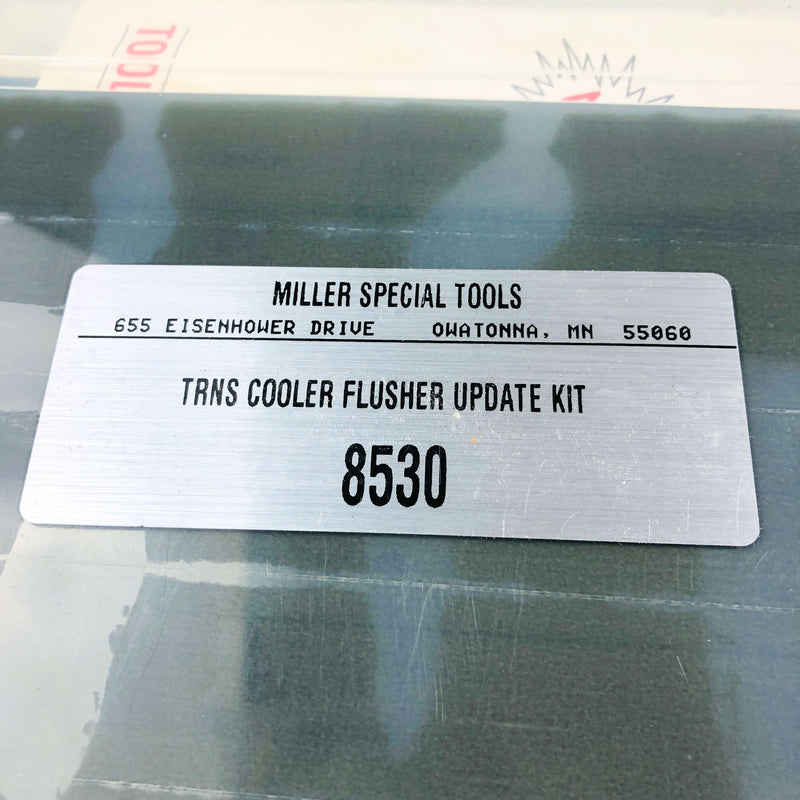 MILLER SPECIAL TOOLS
655 EISENHOWER DRIVE OWATONNA, MN 55060
TRNS COOLER FLUSHER UPDATE KIT
8530